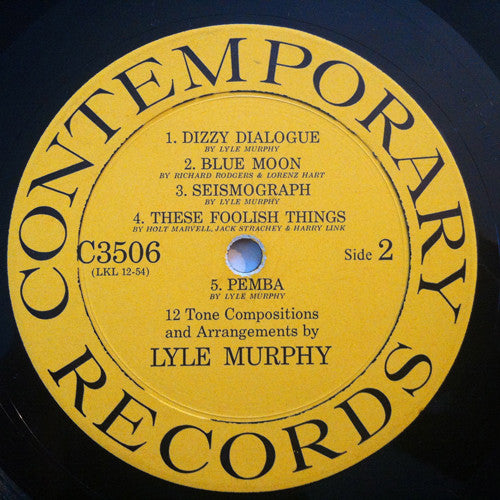 CONTEMPORARY
1. DIZZY DIALOGUE
BY LYLE MURPHY
2. BLUE MOON
BY RICHARD RODGERS & LORENZ HART
3. SEISMOGRAPH
BY LYLE MURPHY
4. THESE FOOLISH THINGS
BY HOLT MARVELL, JACK STRACHEY & HARRY LINK
C3506
Side 2
(LKL 12-54)
5. PEMBA
BY LYLE MURPHY
12 Tone Compositions
and Arrangements by
LYLE MURPHY
RECORDS